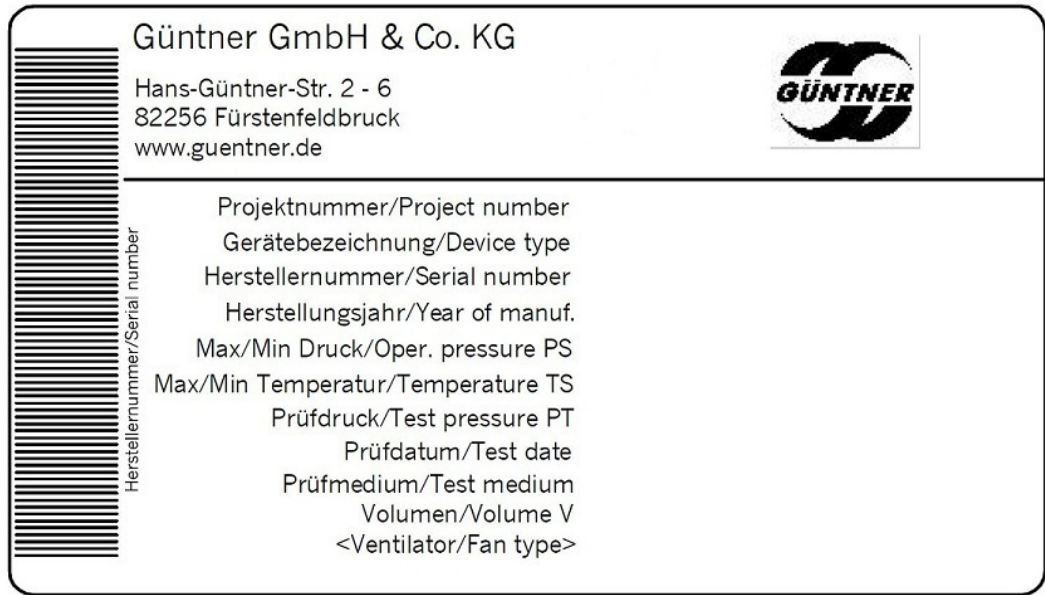 Güntner GmbH & Co. KG
Hans-Güntner-Str. 2 - 6
82256 Fürstenfeldbruck
www.guentner.de
GÜNTNER
Herstellernummer/Serial number
Projektnummer/Project number
Gerätebezeichnung/Device type
Herstellernummer/Serial number
Herstellungsjahr/Year of manuf.
Max/Min Druck/Oper. pressure PS
Max/Min Temperatur/Temperature TS
Prüfdruck/Test pressure PT
Prüfdatum/Test date
Prüfmedium/Test medium
Volumen/Volume V
<Ventilator/Fan type>